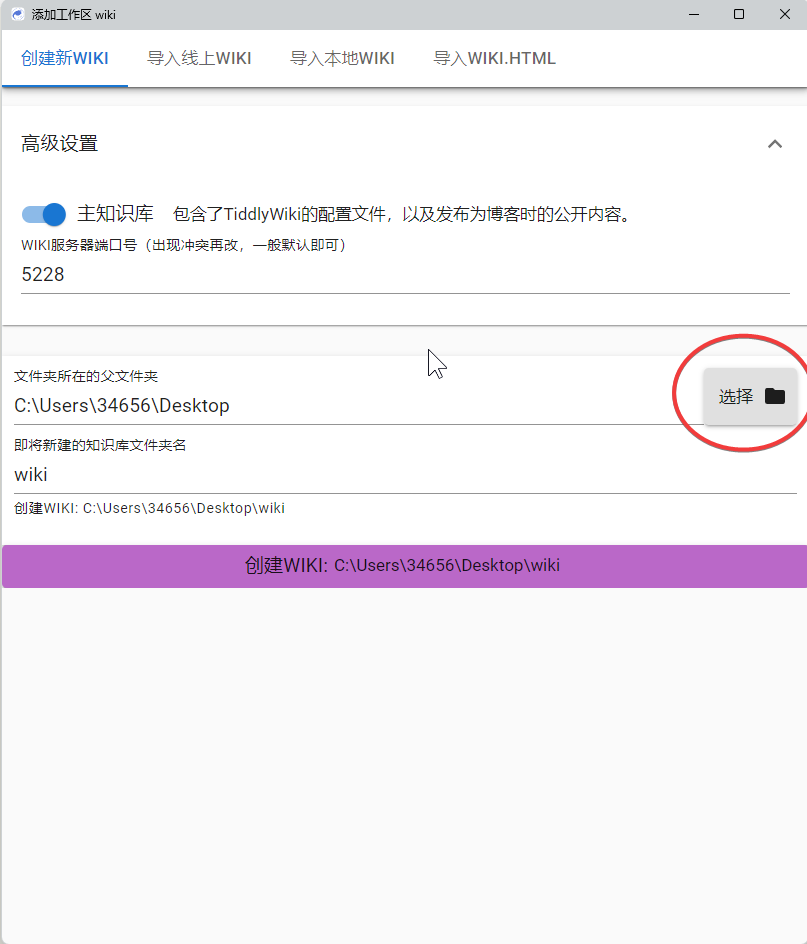 添加工作区 wiki
创建新WIKI 导入线上WIKI 导入本地WIKI 导入WIKI.HTML
高级设置
主知识库 包含了TiddlyWiki的配置文件，以及发布为博客时的公开内容。
WIKI服务器端口号（出现冲突再改，一般默认即可）
5228
文件夹所在的父文件夹
C:\Users\34656\Desktop
选择
即将新建的知识库文件夹名
wiki
创建WIKI: C:\Users\34656\Desktop\wiki
创建WIKI: C:\Users\34656\Desktop\wiki